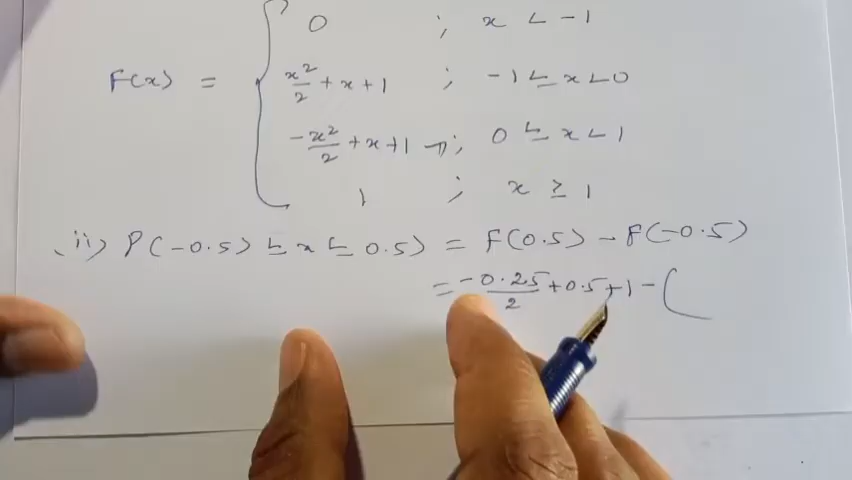 0 ; x < -1
F(x) = x²/2 + x + 1 ; -1 ≤ x < 0
-x²/2 + x + 1 ; 0 ≤ x < 1
1 ; x ≥ 1
ii) P(-0.5) ≤ x ≤ 0.5) = F(0.5) - F(-0.5)
= -0.25/2 + 0.5 + 1 - (